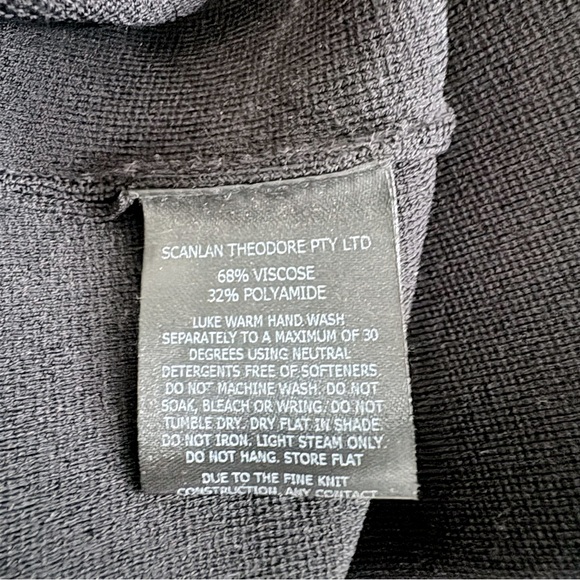 SCANLAN THEODORE PTY LTD
68% VISCOSE
32% POLYAMIDE
LUKE WARM HAND WASH
SEPARATELY TO A MAXIMUM OF 30
DEGREES USING NEUTRAL
DETERGENTS FREE OF SOFTENERS.
DO NOT MACHINE WASH. DO NOT
SOAK, BLEACH OR WRING. DO NOT
TUMBLE DRY. DRY FLAT IN SHADE.
DO NOT IRON. LIGHT STEAM ONLY.
DO NOT HANG. STORE FLAT
DUE TO THE FINE KNIT
CONSTRUCTION, ANY CONTACT